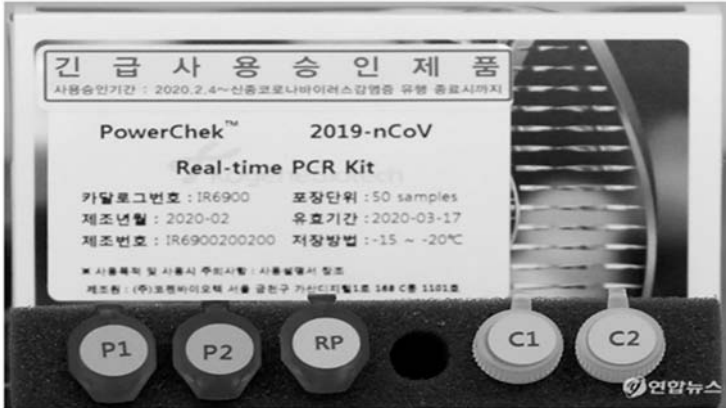 긴 급 사 용 승 인 제 품
사용승인기간 : 2020.2.4~신종코로나바이러스감염증 유행 종료시까지
PowerChek™ 2019-nCoV
Real-time PCR Kit
카달로그번호 : IR6900 포장단위 : 50 samples
제조년월 : 2020-02 유효기간 : 2020-03-17
제조번호 : IR6900200200 저장방법 : -15 ~ -20℃
※ 사용목적 및 사용시 주의사항 : 사용설명서 참조
제조원 : (주)코젠바이오텍 서울 금천구 가산디지털1로 168 C동 1101호
P1 P2 RP C1 C2
연합뉴스